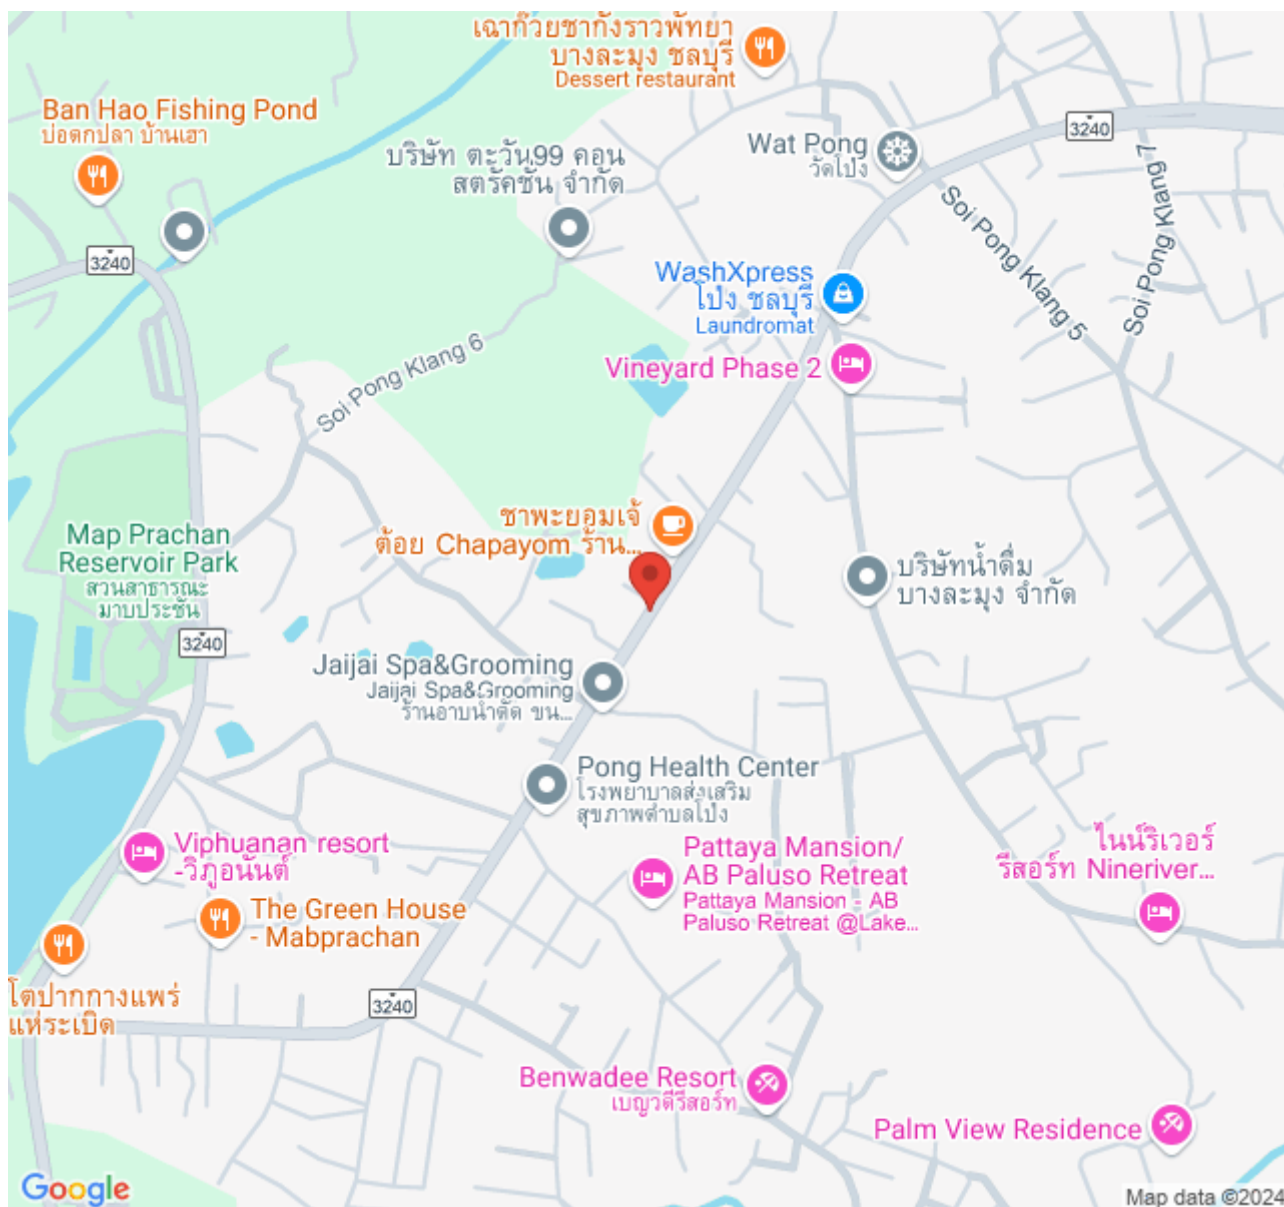 เฉาก๊วยชากังราวพัทยา
บางละมุง ชลบุรี
Dessert restaurant
Ban Hao Fishing Pond
บ่อตกปลา บ้านเฮา
3240
Wat Pong
วัดโป่ง
บริษัท ตะวัน99 คอน
สตรัคชั่น จำกัด
Soi Pong Klang 7
Soi Pong Klang 5
3240
WashXpress
โป่ง ชลบุรี
Laundromat
Vineyard Phase 2
Soi Pong Klang 6
ชาพะยอมเจ้
ต้อย Chapayom ร้าน...
Map Prachan
Reservoir Park
สวนสาธารณะ
มาบประชัน
บริษัทน้ำดื่ม
บางละมุง จำกัด
3240
Jaijai Spa&Grooming
Jaijai Spa&Grooming
ร้านอาบน้ำตัด ขน...
Pong Health Center
โรงพยาบาลส่งเสริม
สุขภาพตำบลโป่ง
Viphuanan resort
-วิภูอนันต์
Pattaya Mansion/
AB Paluso Retreat
Pattaya Mansion - AB
Paluso Retreat @Lake...
ไนน์ริเวอร์
รีสอร์ท Nineriver...
The Green House
- Mabprachan
โตปากกางแพร่
แห่ระเบิด
3240
Benwadee Resort
เบญวดีรีสอร์ท
Palm View Residence
Google
Map data ©2024